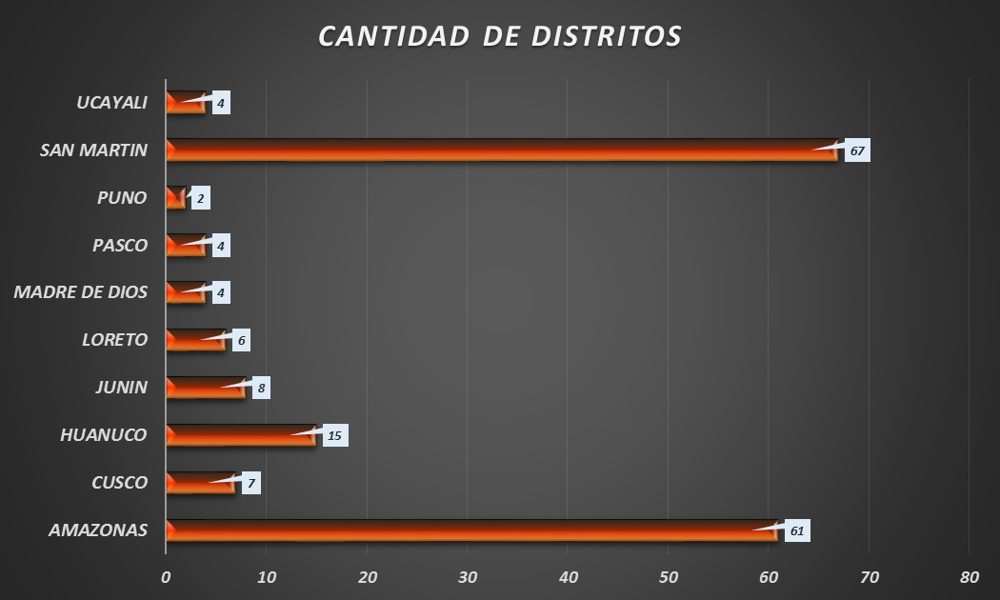 CANTIDAD DE DISTRITOS
UCAYALI 4
SAN MARTIN 67
PUNO 2
PASCO 4
MADRE DE DIOS 4
LORETO 6
JUNIN 8
HUANUCO 15
CUSCO 7
AMAZONAS 61
0 10 20 30 40 50 60 70 80